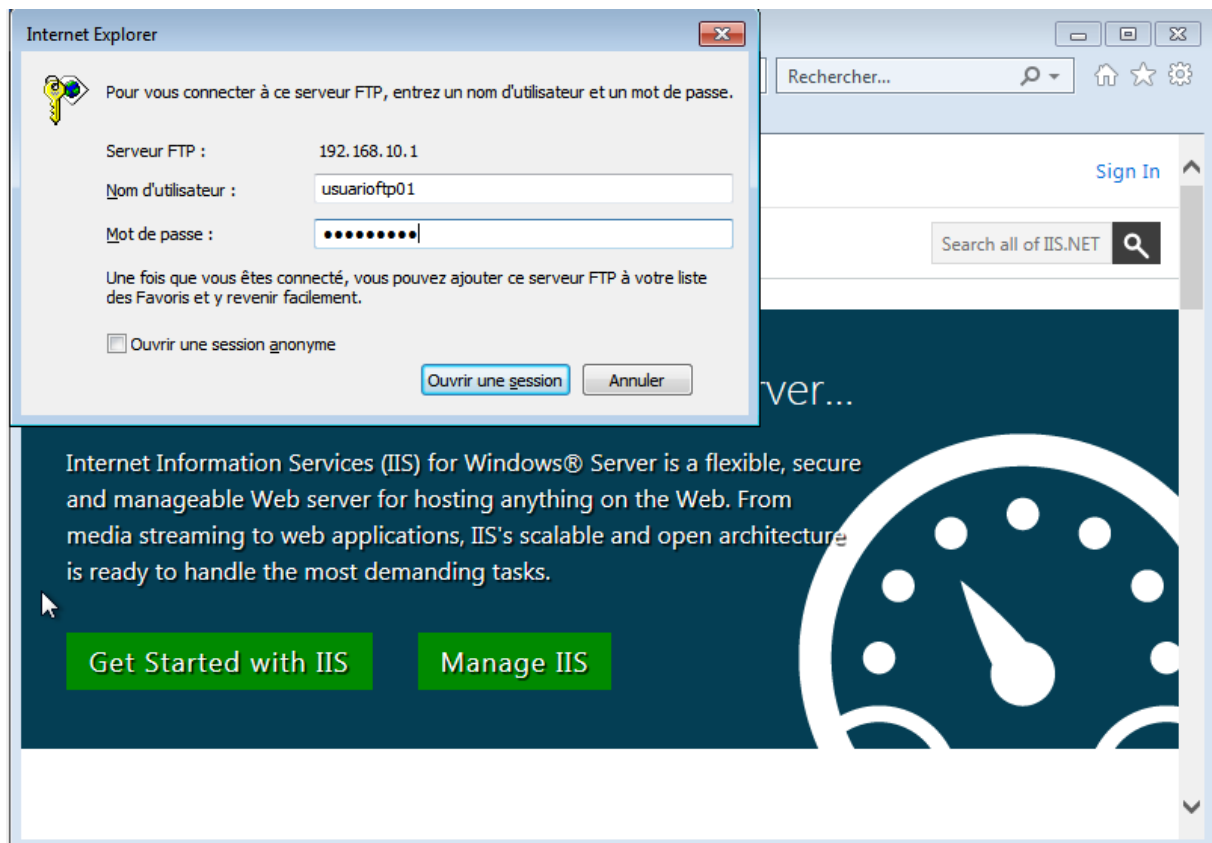 Internet Explorer
Pour vous connecter à ce serveur FTP, entrez un nom d'utilisateur et un mot de passe.
Serveur FTP : 192.168.10.1
Nom d'utilisateur : usuarioftp01
Mot de passe : •••••••••
Une fois que vous êtes connecté, vous pouvez ajouter ce serveur FTP à votre liste
des Favoris et y revenir facilement.
Ouvrir une session anonyme
Ouvrir une session Annuler
Rechercher...
Sign In
Search all of IIS.NET
ver...
Internet Information Services (IIS) for Windows® Server is a flexible, secure
and manageable Web server for hosting anything on the Web. From
media streaming to web applications, IIS's scalable and open architecture
is ready to handle the most demanding tasks.
Get Started with IIS Manage IIS